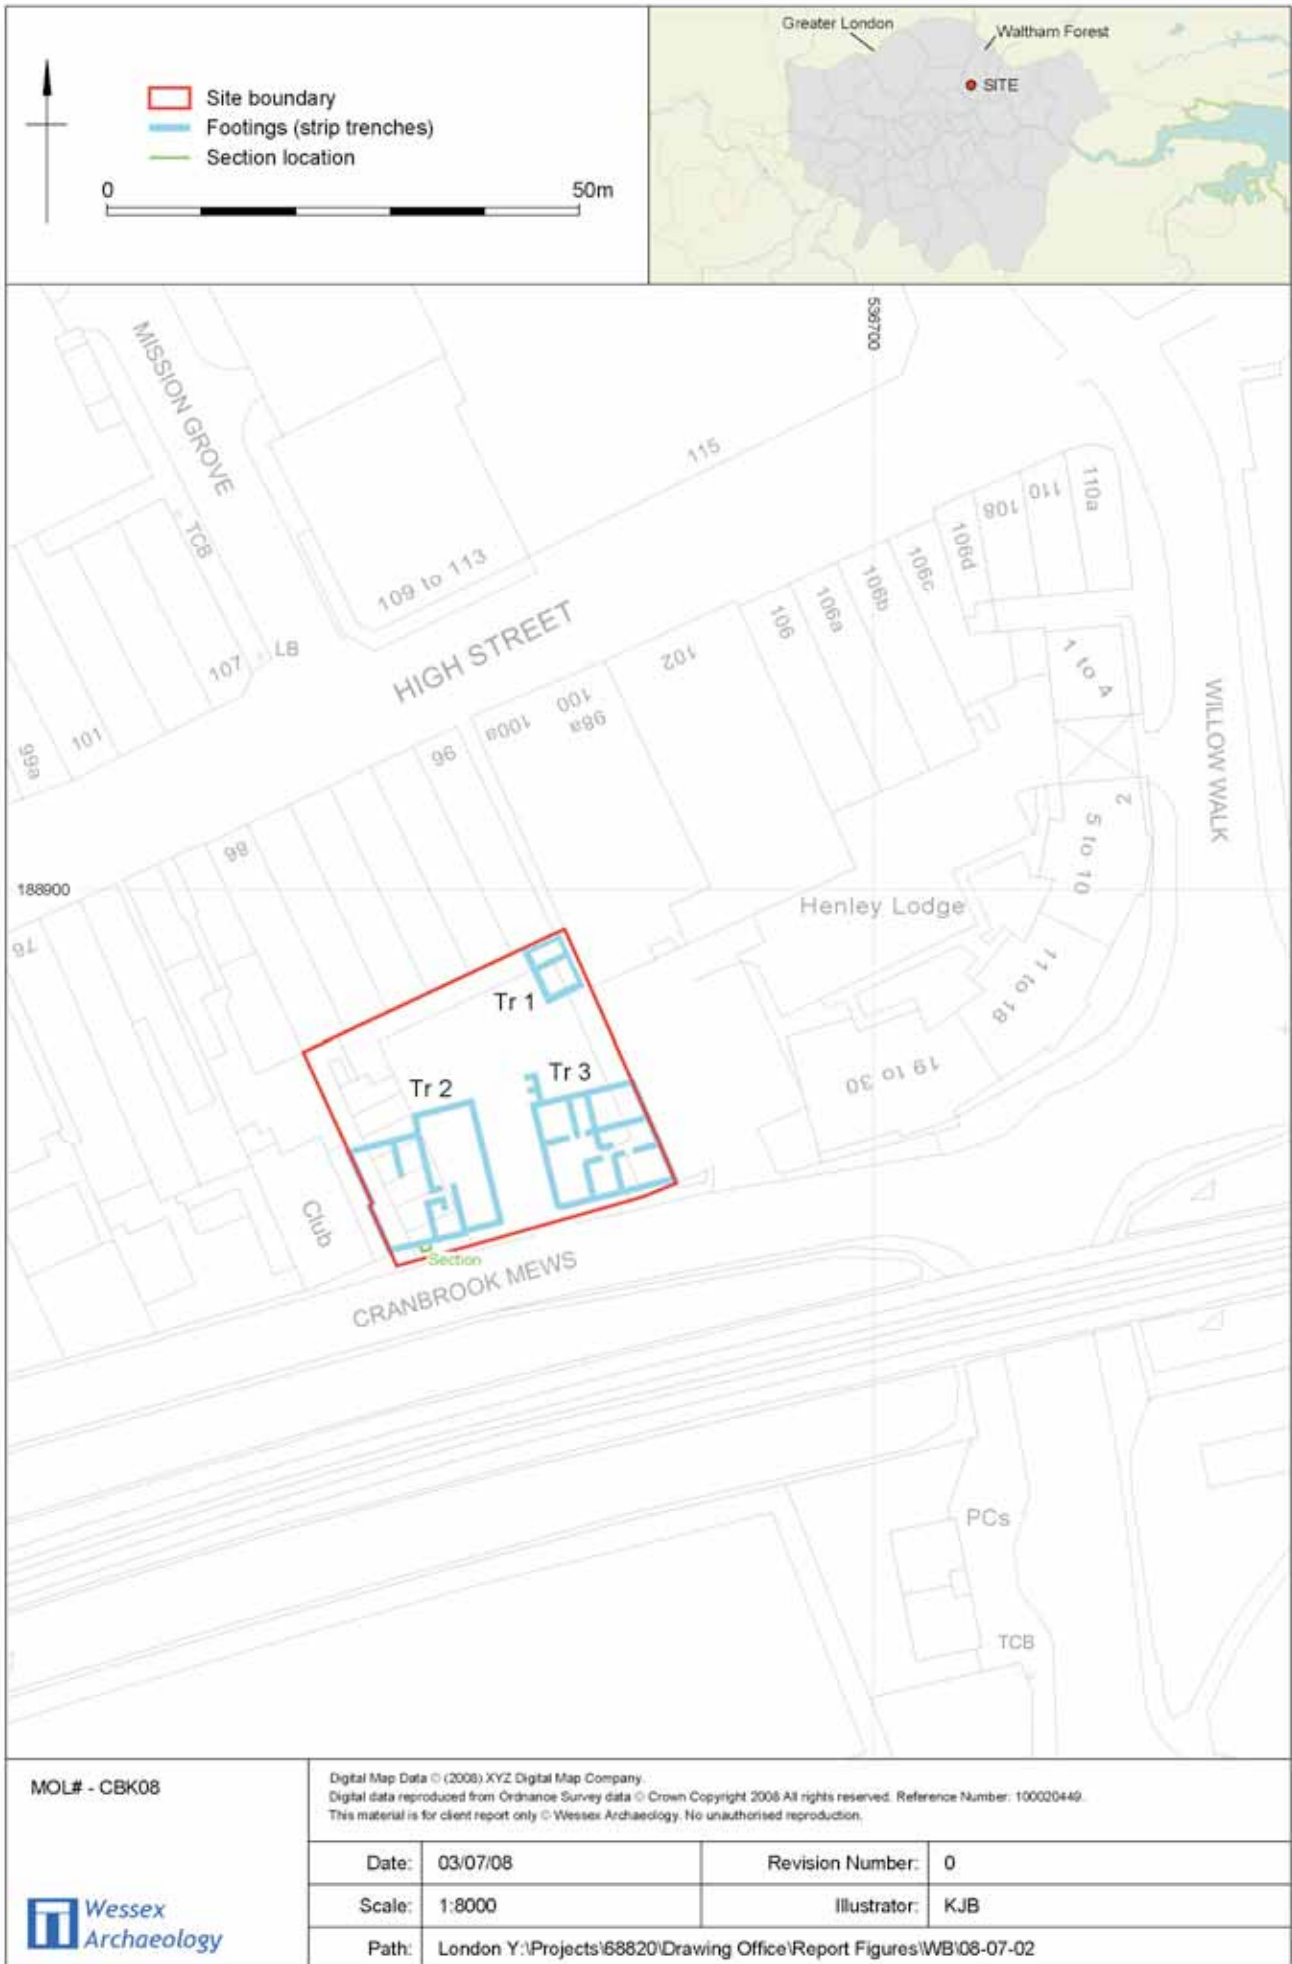 Site boundary
Footings (strip trenches)
Section location
0 50m
Greater London
Waltham Forest
SITE
536700
MISSION GROVE
115
TCB
109 to 113
HIGH STREET
107
LB
101
99a
110a
110
108
106d
106c
106b
106a
106
102
100
98a
100a
96
86
76
1 to 4
WILLOW WALK
2
5 to 10
188900
Henley Lodge
11 to 18
19 to 30
Tr 1
Tr 2
Tr 3
Club
Section
CRANBROOK MEWS
PCs
TCB
MOL# - CBK08
Digital Map Data © (2008) XYZ Digital Map Company.
Digital data reproduced from Ordnance Survey data © Crown Copyright 2008 All rights reserved. Reference Number: 100020449.
This material is for client report only © Wessex Archaeology. No unauthorised reproduction.
Date: 03/07/08 Revision Number: 0
Scale: 1:8000 Illustrator: KJB
Path: London Y:\Projects\68820\Drawing Office\Report Figures\WB\08-07-02
Wessex
Archaeology